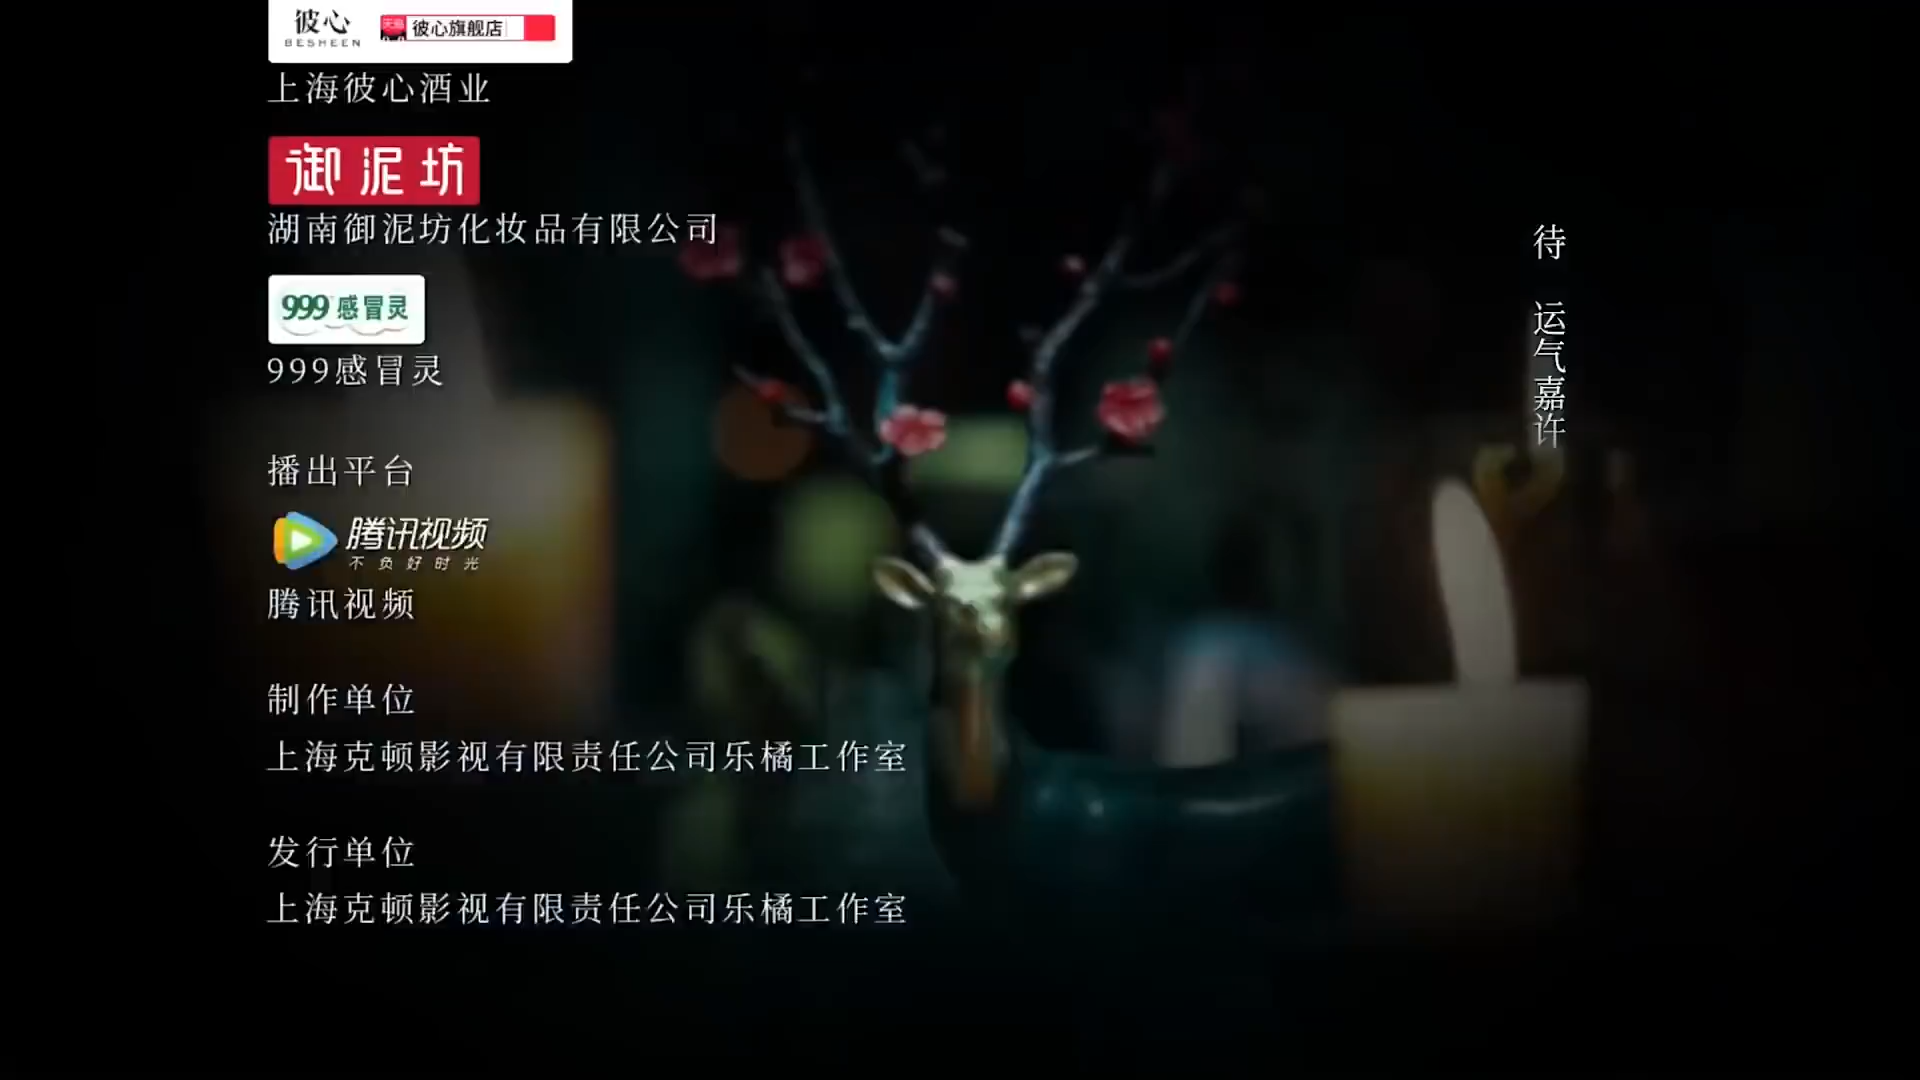 彼心
BESHEEN
天猫 彼心旗舰店
上海彼心酒业
御泥坊
湖南御泥坊化妆品有限公司
999感冒灵
999感冒灵
播出平台
腾讯视频
不负好时光
腾讯视频
制作单位
上海克顿影视有限责任公司乐橘工作室
发行单位
上海克顿影视有限责任公司乐橘工作室
待 运气嘉许